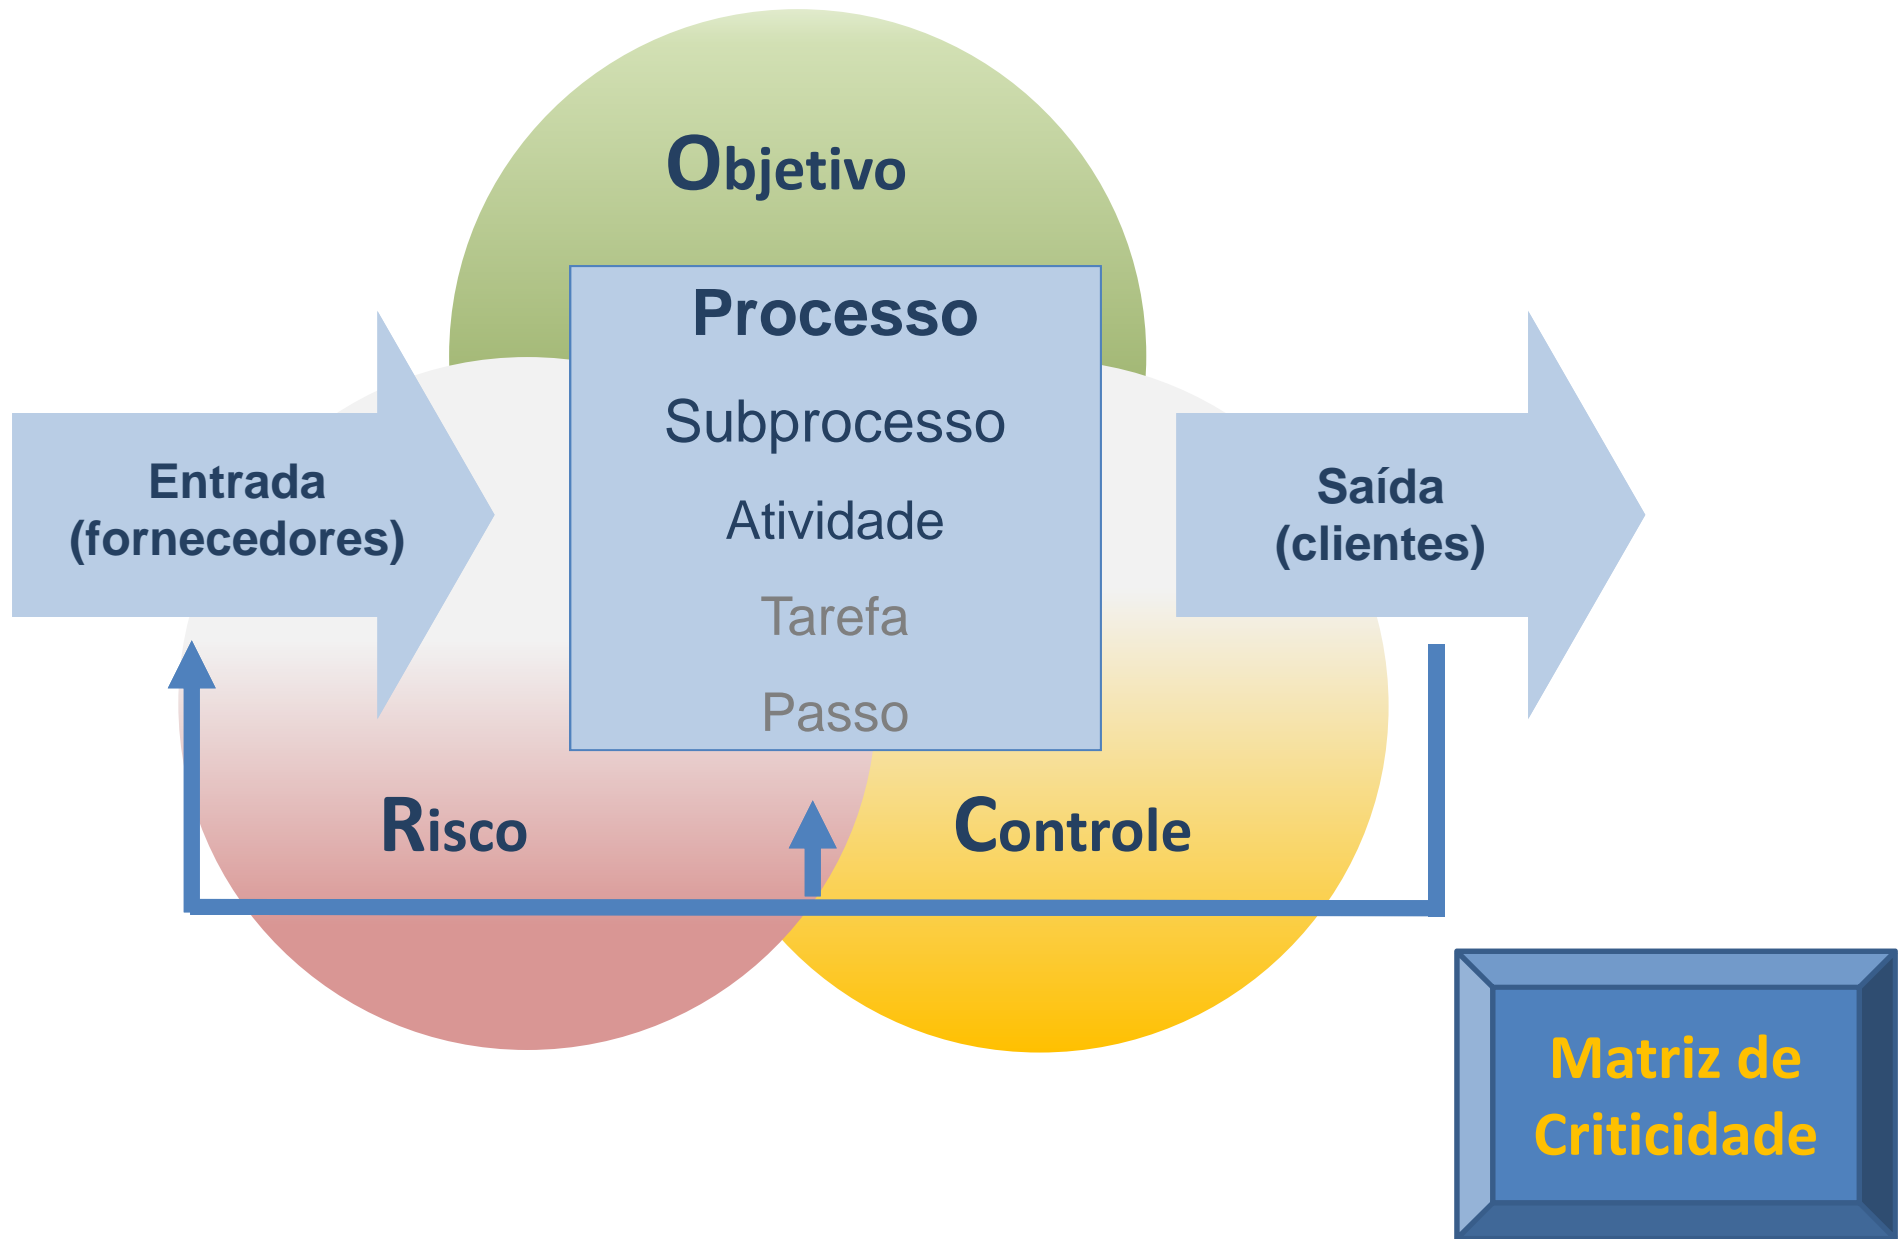 Objetivo
Processo
Subprocesso
Atividade
Tarefa
Passo
Entrada
(fornecedores)
Saída
(clientes)
Risco
Controle
Matriz de
Criticidade